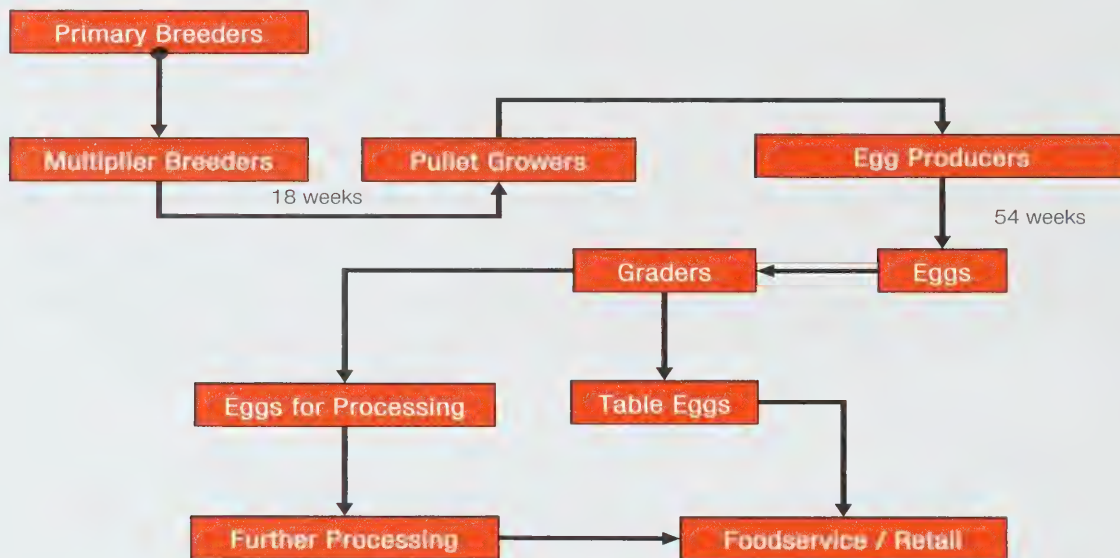 Primary Breeders
Multiplier Breeders
Pullet Growers
Egg Producers
18 weeks
54 weeks
Graders
Eggs
Eggs for Processing
Table Eggs
Further Processing
Foodservice / Retail